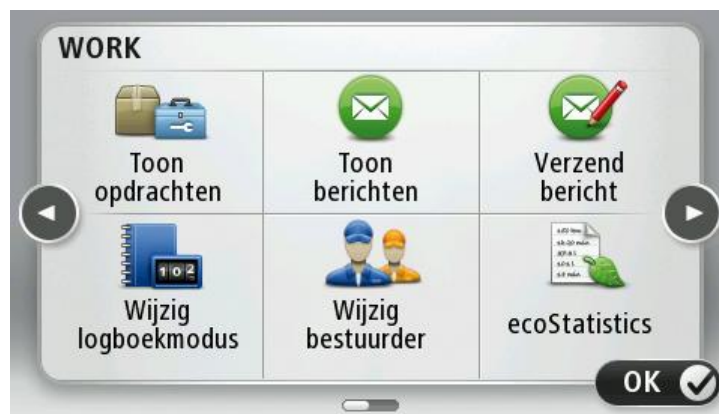 WORK
Toon
opdrachten
Toon
berichten
Verzend
bericht
102
Wijzig
logboekmodus
Wijzig
bestuurder
ecoStatistics
OK